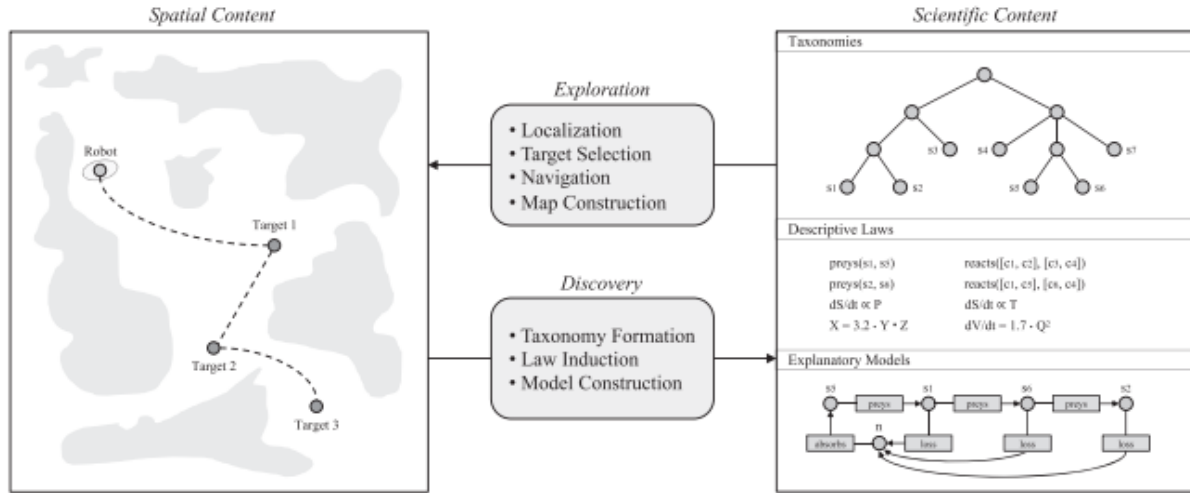 Spatial Content
Robot
Target 1
Target 2
Target 3
Exploration
• Localization
• Target Selection
• Navigation
• Map Construction
Discovery
• Taxonomy Formation
• Law Induction
• Model Construction
Scientific Content
Taxonomies
S3 S4 S7
S1 S2 S5 S6
Descriptive Laws
preys(s1, s5) reacts([c1, c2], [c3, c4])
preys(s2, s6) reacts([c1, c5], [c6, c4])
dS/dt ∝ P dS/dt ∝ T
X = 3.2 - Y * Z dV/dt = 1.7 - Q²
Explanatory Models
S1 S6 S2
preys preys preys
n
absorbs loss loss loss